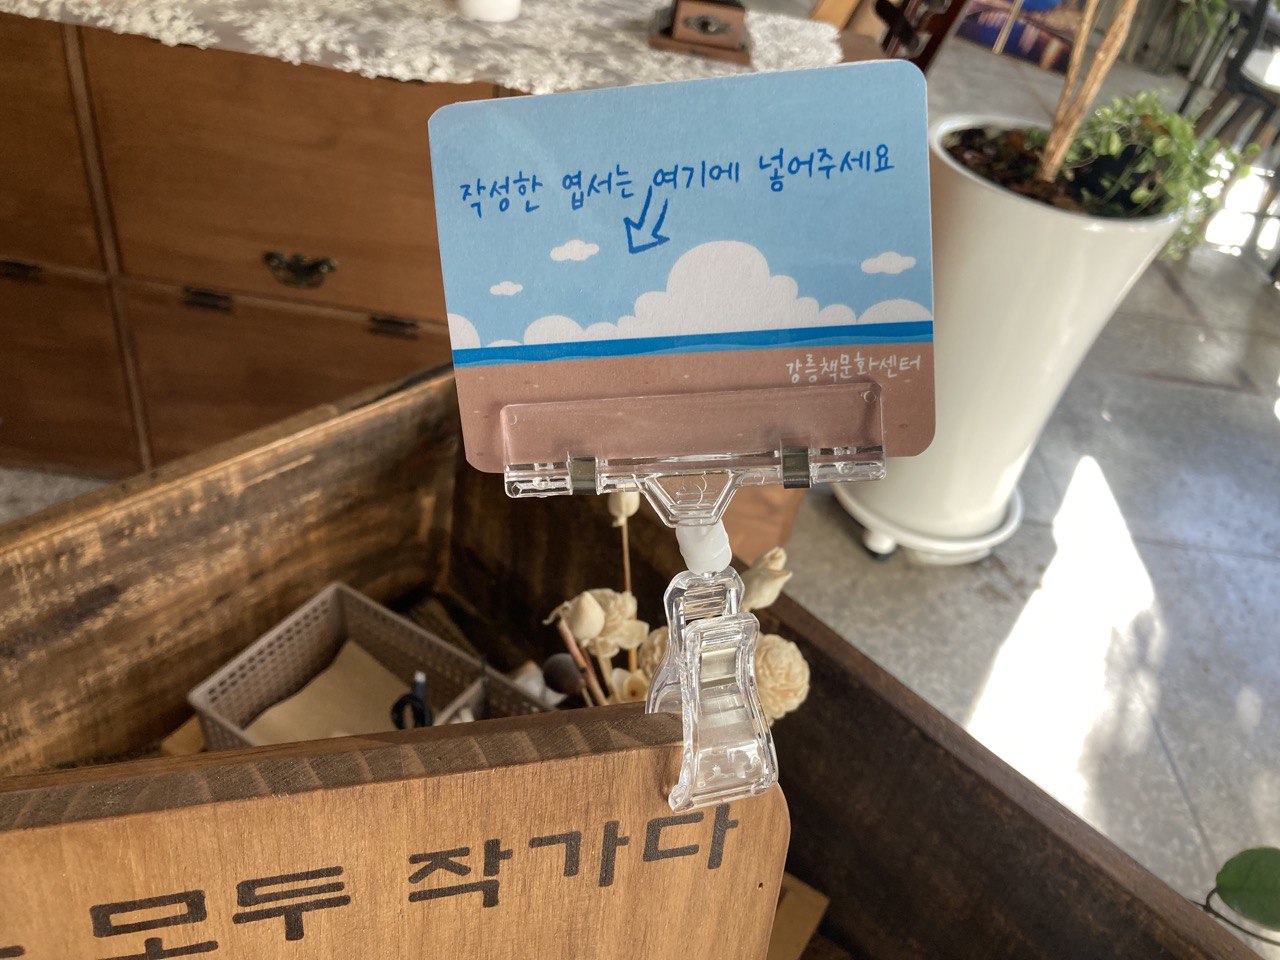 작성한 엽서는 여기에 넣어주세요
강릉책문화센터
모두 작가다